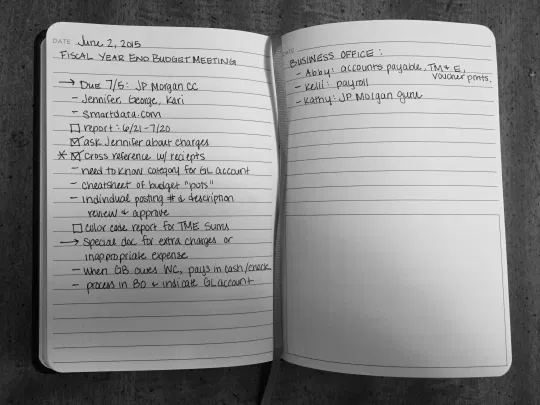 DATE June 2, 2015
FISCAL YEAR END BUDGET MEETING
→ Due 7/5: JP Morgan CC
- Jennifer, George, Kari
- Smartdata.com
☐ report: 6/21-7/20
☑ ask Jennifer about charges
* ☑ Cross reference w/ reciepts
- need to know category for GL account
- cheatsheet of budget "pots"
- individual posting # & description
review & approve
☐ Color code report for TME Sums
→ Special doc for extra charges or
inappropriate expense
- when OB owes WC, pays in cash/check
- process in BO & indicate GL account
DATE
BUSINESS OFFICE:
- Abby: accounts payable, TM&E,
voucher pmts.
- Kelli: payroll
- Kathy: JP Morgan guru